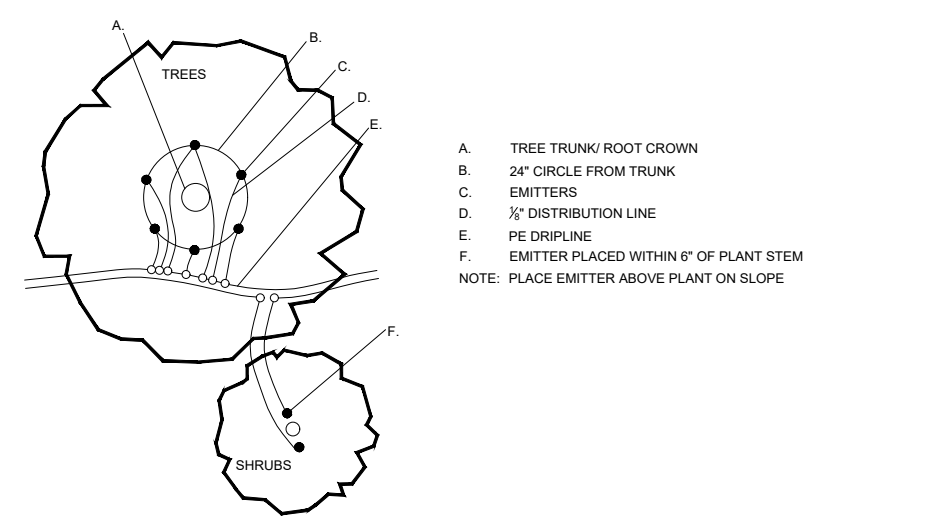 A.
B.
TREES
C.
D.
E.
A. TREE TRUNK/ ROOT CROWN
B. 24" CIRCLE FROM TRUNK
C. EMITTERS
D. ⅛" DISTRIBUTION LINE
E. PE DRIPLINE
F. EMITTER PLACED WITHIN 6" OF PLANT STEM
NOTE: PLACE EMITTER ABOVE PLANT ON SLOPE
F.
SHRUBS